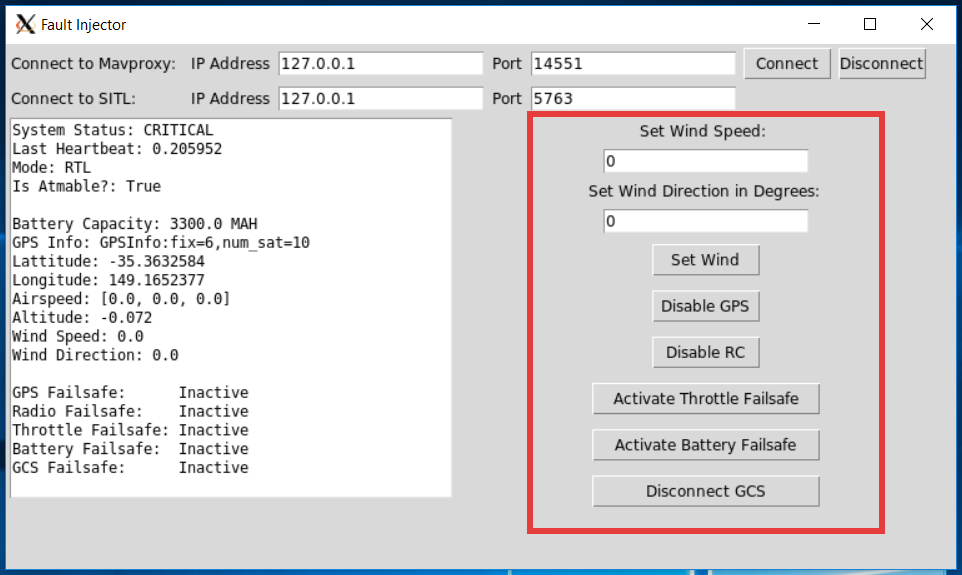 Fault Injector
Connect to Mavproxy: IP Address 127.0.0.1 Port 14551 Connect Disconnect
Connect to SITL: IP Address 127.0.0.1 Port 5763
System Status: CRITICAL
Last Heartbeat: 0.205952
Mode: RTL
Is Atmable?: True
Battery Capacity: 3300.0 MAH
GPS Info: GPSInfo:fix=6,num_sat=10
Lattitude: -35.3632584
Longitude: 149.1652377
Airspeed: [0.0, 0.0, 0.0]
Altitude: -0.072
Wind Speed: 0.0
Wind Direction: 0.0
GPS Failsafe: Inactive
Radio Failsafe: Inactive
Throttle Failsafe: Inactive
Battery Failsafe: Inactive
GCS Failsafe: Inactive
Set Wind Speed:
0
Set Wind Direction in Degrees:
0
Set Wind
Disable GPS
Disable RC
Activate Throttle Failsafe
Activate Battery Failsafe
Disconnect GCS